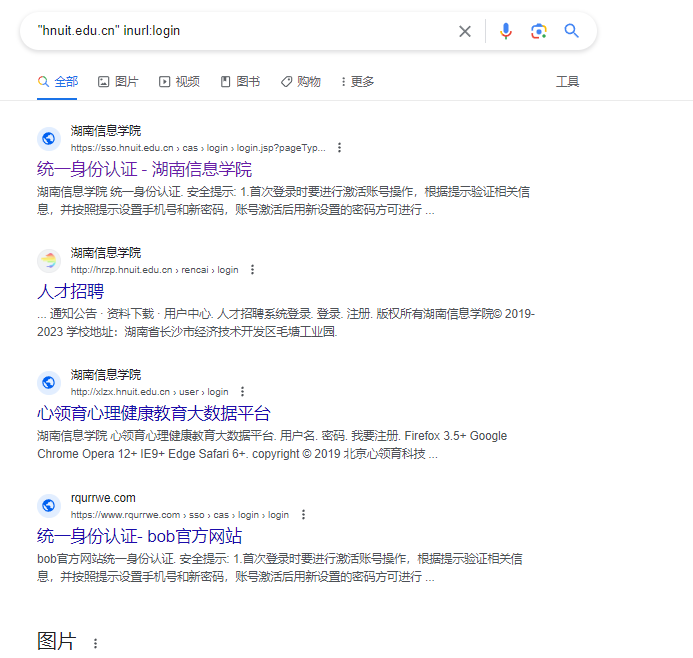 "hnuit.edu.cn" inurl:login
全部 图片 视频 图书 购物 更多 工具
湖南信息学院
https://sso.hnuit.edu.cn › cas › login › login.jsp?pageTyp...
统一身份认证 - 湖南信息学院
湖南信息学院 统一身份认证. 安全提示: 1.首次登录时要进行激活账号操作，根据提示验证相关信
息，并按照提示设置手机号和新密码，账号激活后用新设置的密码方可进行 ...
湖南信息学院
http://hrzp.hnuit.edu.cn › rencai › login
人才招聘
... 通知公告 · 资料下载 · 用户中心. 人才招聘系统登录. 登录. 注册. 版权所有湖南信息学院© 2019-
2023 学校地址：湖南省长沙市经济技术开发区毛塘工业园.
湖南信息学院
http://xlzx.hnuit.edu.cn › user › login
心领育心理健康教育大数据平台
湖南信息学院 心领育心理健康教育大数据平台. 用户名. 密码. 我要注册. Firefox 3.5+ Google
Chrome Opera 12+ IE9+ Edge Safari 6+. copyright © 2019 北京心领育科技 ...
rqurrwe.com
https://www.rqurrwe.com › sso › cas › login › login
统一身份认证- bob官方网站
bob官方网站统一身份认证. 安全提示: 1.首次登录时要进行激活账号操作，根据提示验证相关信
息，并按照提示设置手机号和新密码，账号激活后用新设置的密码方可进行 ...
图片